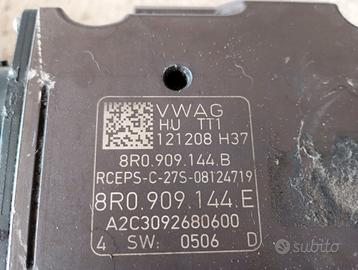 VWAG
HU TT1
121208 H37
8R0.909.144.B
RCEPS-C-27S-08124719
8R0.909.144.E
A2C3092680600
4 SW: 0506 D
subito